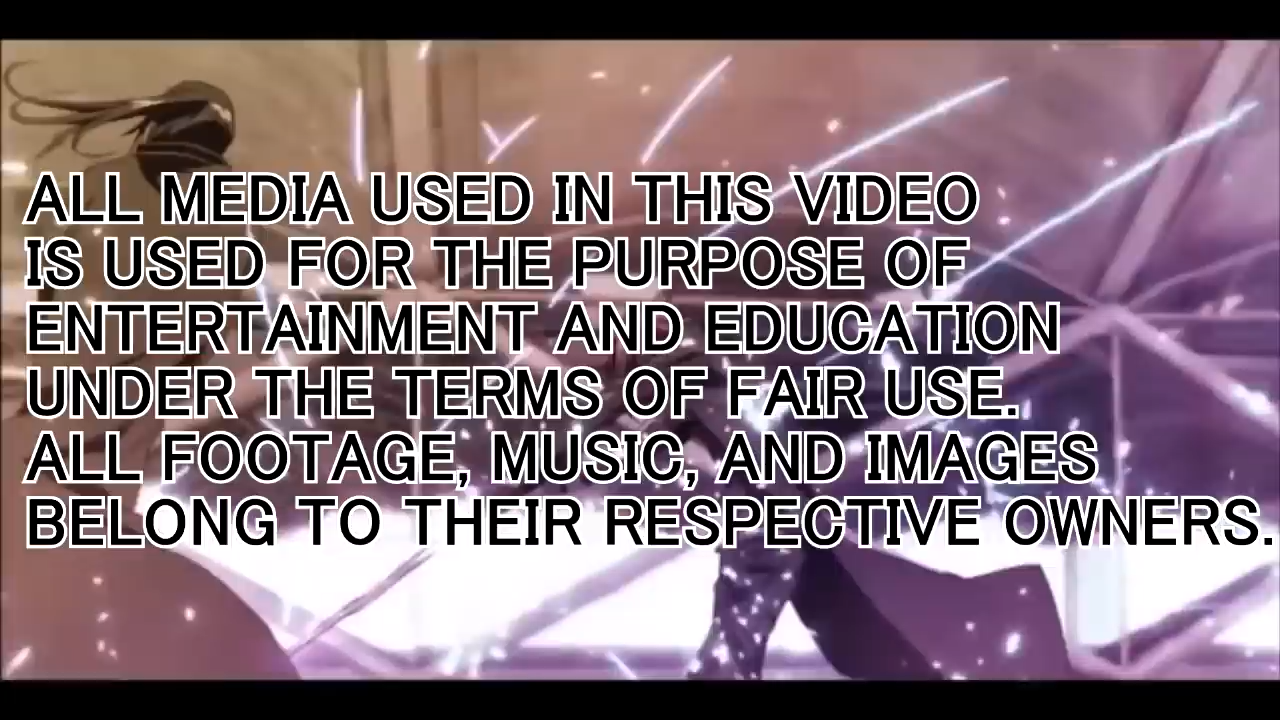 ALL MEDIA USED IN THIS VIDEO
IS USED FOR THE PURPOSE OF
ENTERTAINMENT AND EDUCATION
UNDER THE TERMS OF FAIR USE.
ALL FOOTAGE, MUSIC, AND IMAGES
BELONG TO THEIR RESPECTIVE OWNERS.